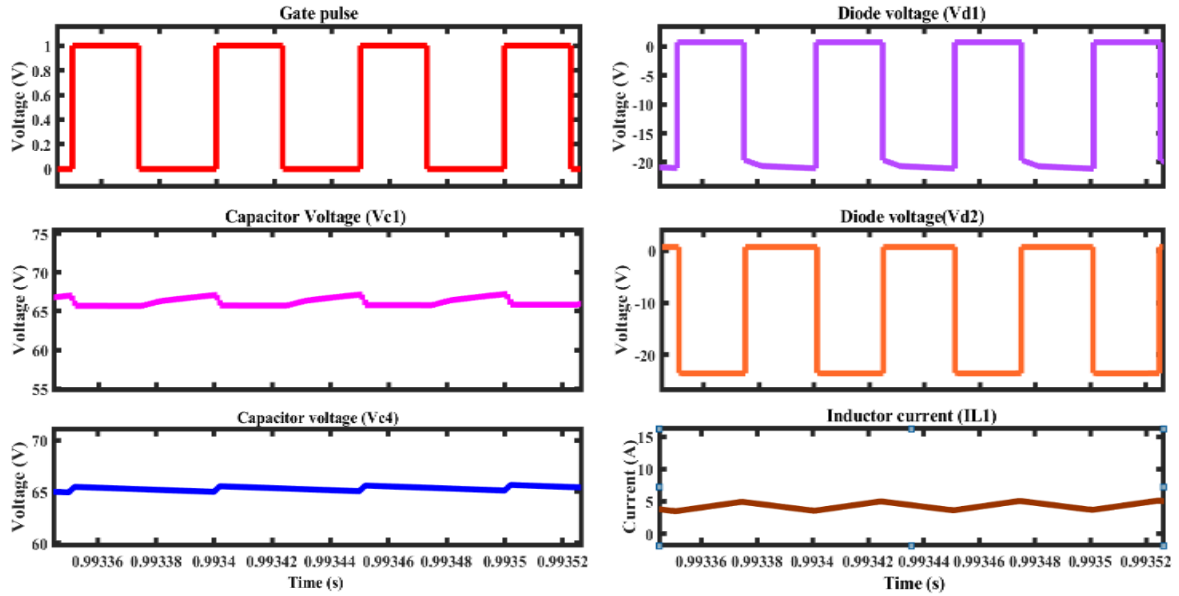 Gate pulse
Voltage (V)
1
0.8
0.6
0.4
0.2
0
Diode voltage (Vd1)
Voltage (V)
0
-5
-10
-15
-20
Capacitor Voltage (Vc1)
Voltage (V)
75
70
65
60
55
Diode voltage(Vd2)
Voltage (V)
0
-10
-20
Capacitor voltage (Vc4)
Voltage (V)
70
65
60
0.99336 0.99338 0.9934 0.99342 0.99344 0.99346 0.99348 0.9935 0.99352
Time (s)
Inductor current (IL1)
Current (A)
15
10
5
0
0.99336 0.99338 0.9934 0.99342 0.99344 0.99346 0.99348 0.9935 0.99352
Time (s)